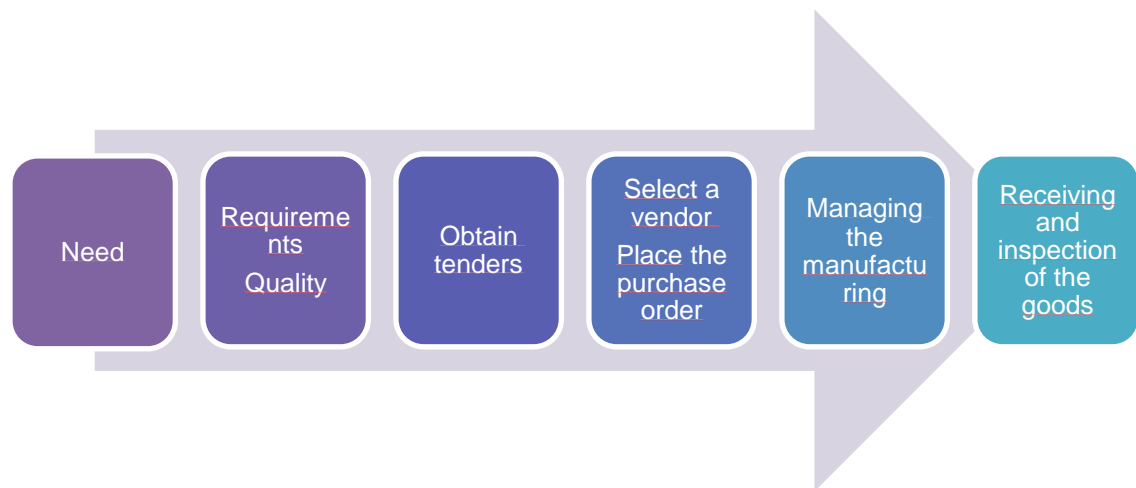 Need
Requireme
nts
Quality
Obtain
tenders
Select a
vendor
Place the
purchase
order
Managing
the
manufactu
ring
Receiving
and
inspection
of the
goods